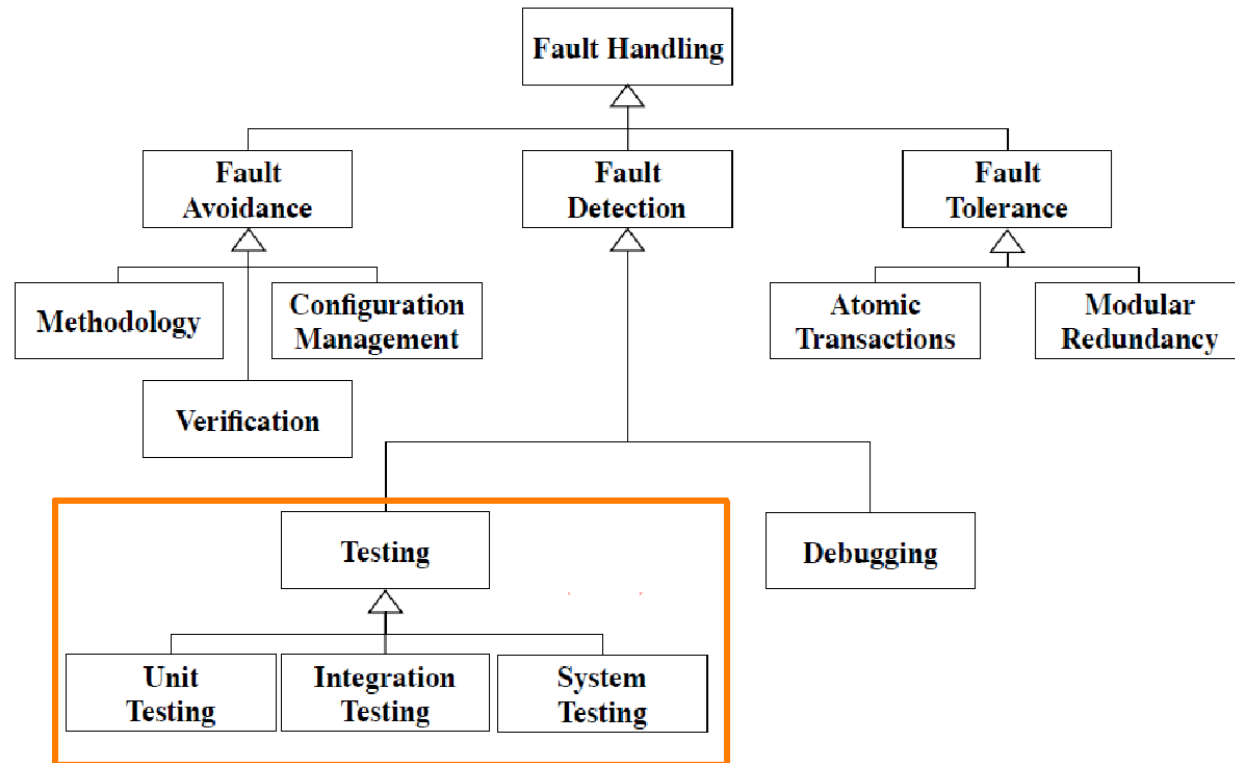 Fault Handling
Fault
Avoidance
Fault
Detection
Fault
Tolerance
Methodology
Configuration
Management
Atomic
Transactions
Modular
Redundancy
Verification
Testing
Debugging
Unit
Testing
Integration
Testing
System
Testing